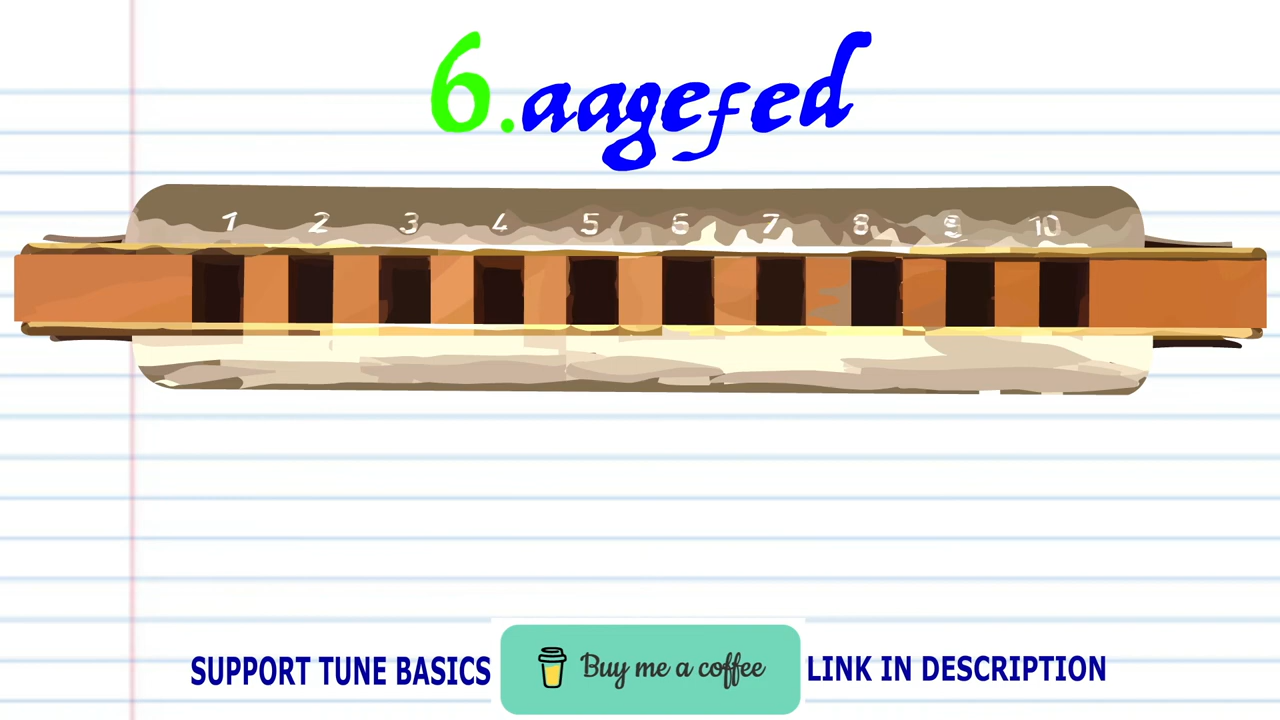 6.aagefed
1 2 3 4 5 6 7 8 9 10
SUPPORT TUNE BASICS Buy me a coffee LINK IN DESCRIPTION